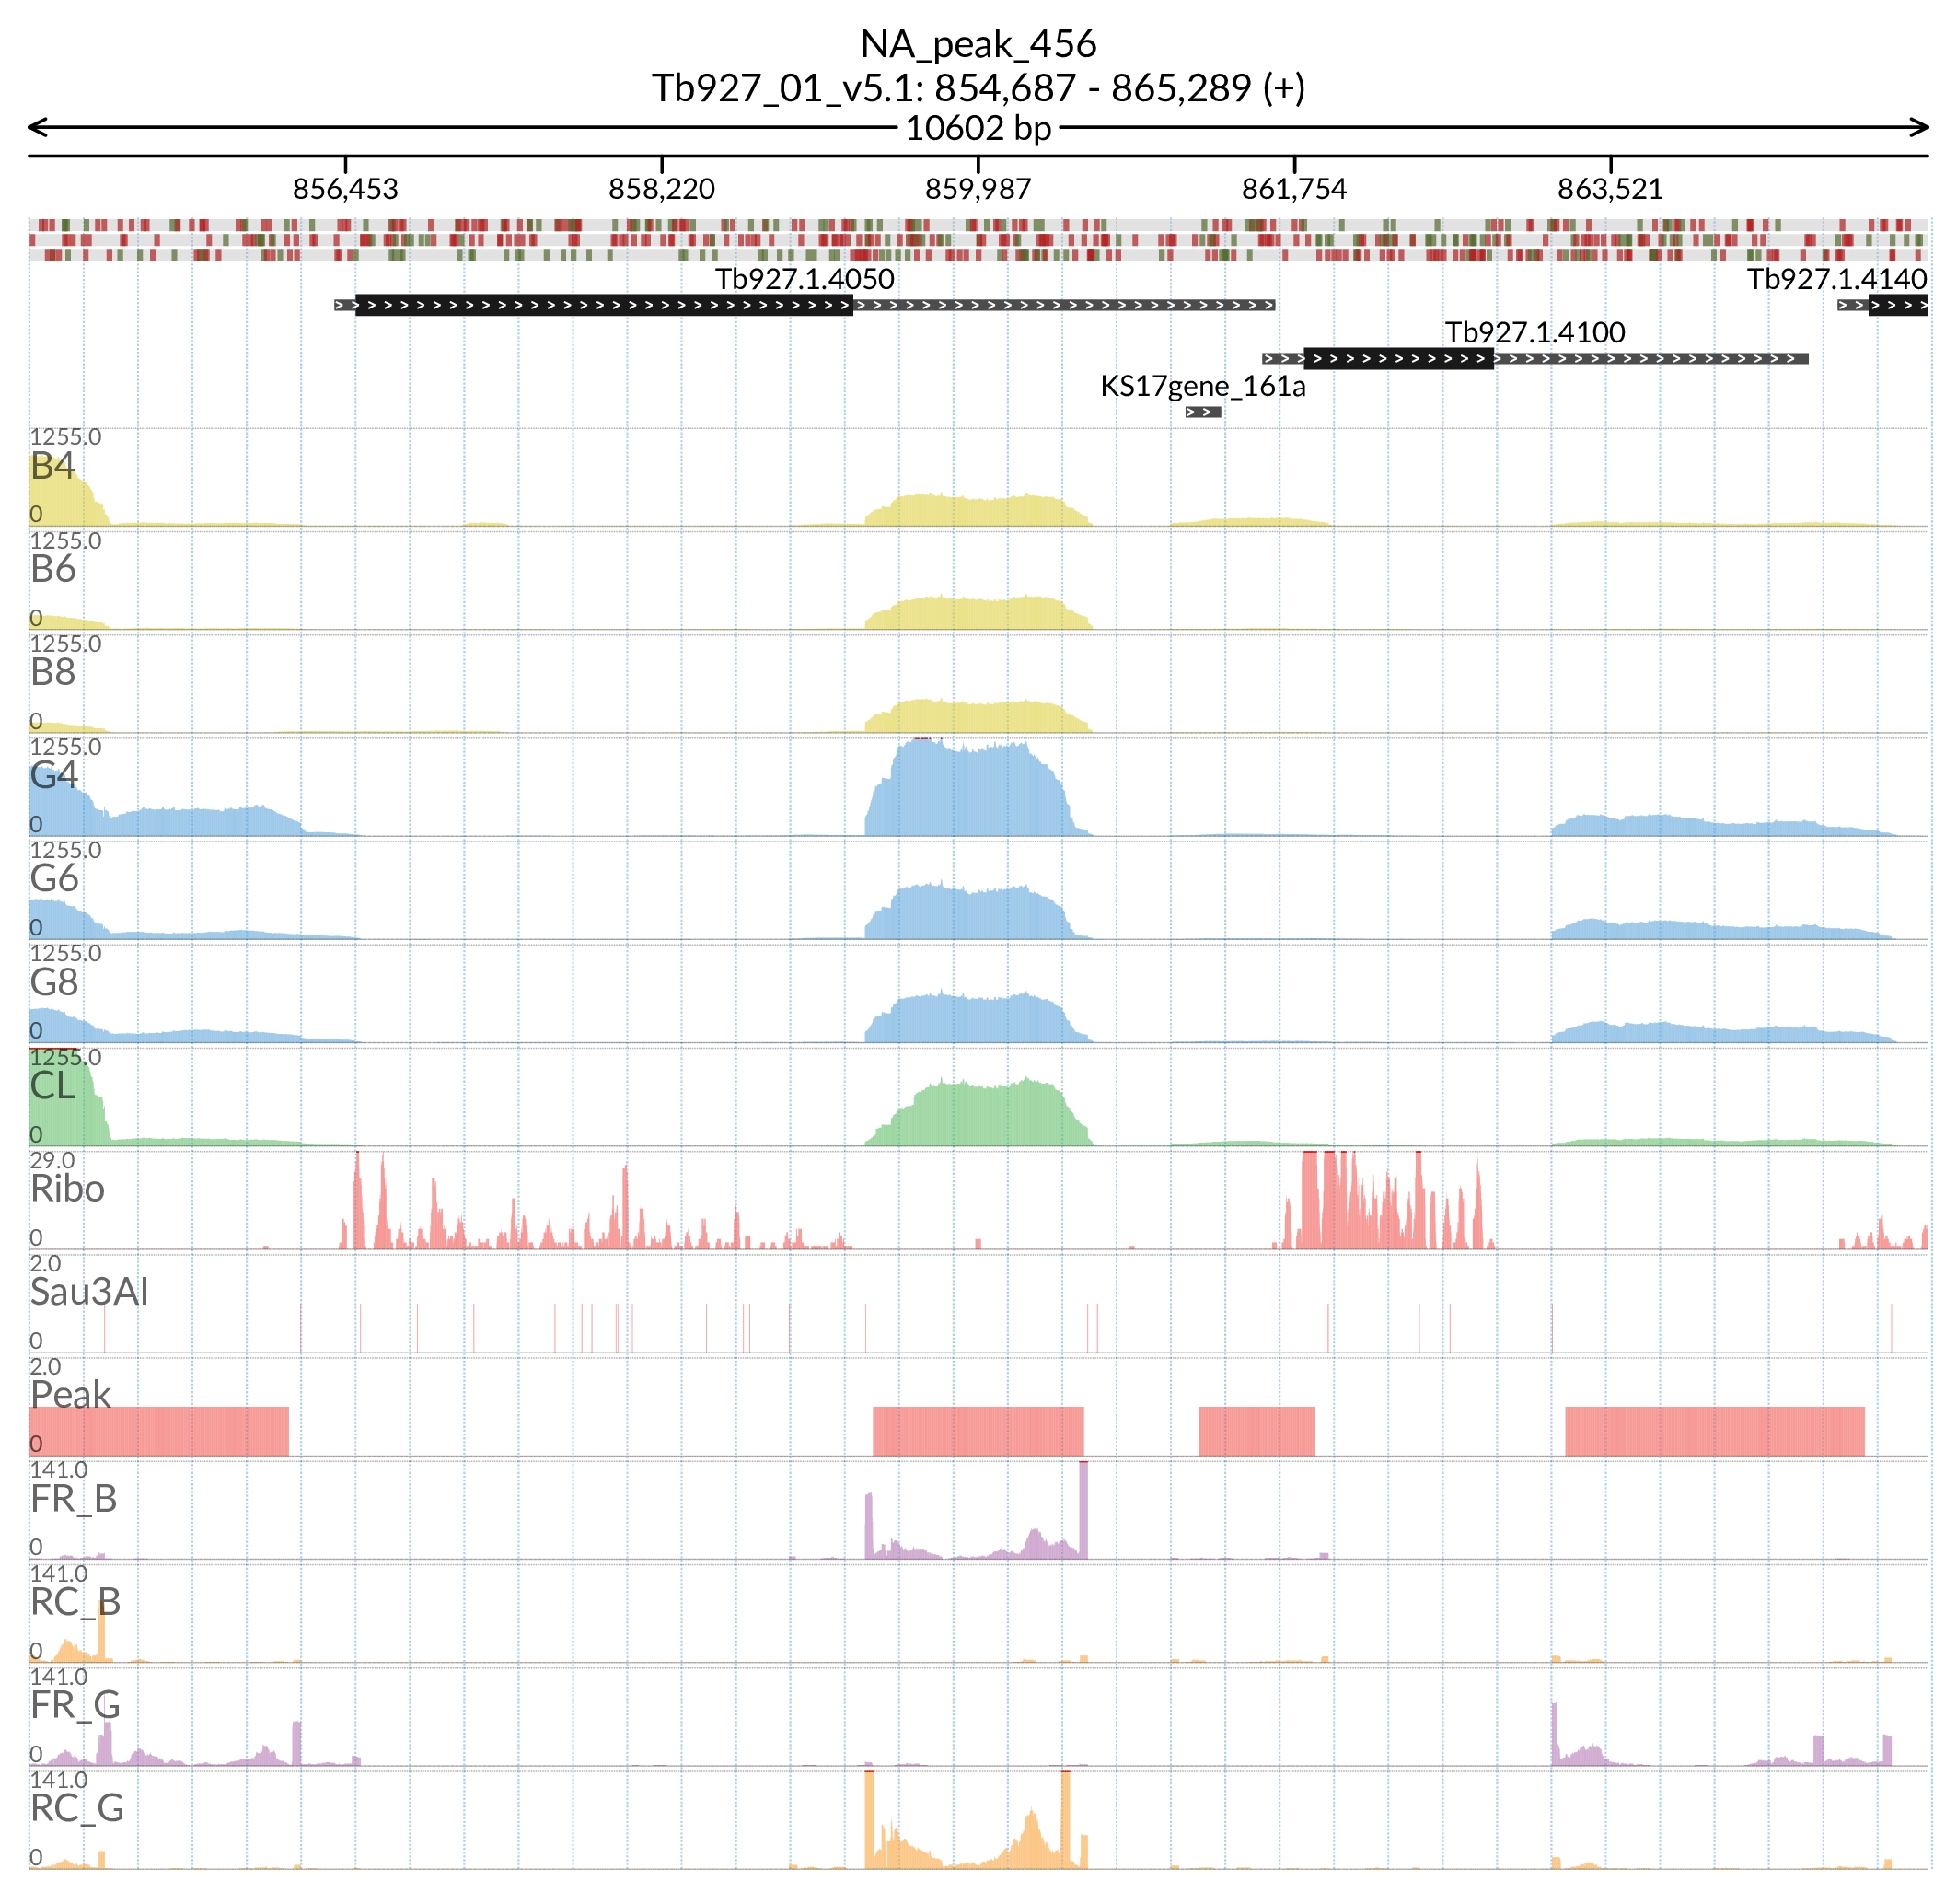 NA_peak_456
Tb927_01_v5.1: 854,687 - 865,289 (+)
10602 bp
856,453 858,220 859,987 861,754 863,521
Tb927.1.4050 Tb927.1.4140
Tb927.1.4100
KS17gene_161a
1255.0
B4
0
1255.0
B6
0
1255.0
B8
0
1255.0
G4
0
1255.0
G6
0
1255.0
G8
0
1255.0
CL
0
29.0
Ribo
0
2.0
Sau3AI
0
2.0
Peak
0
141.0
FR_B
0
141.0
RC_B
0
141.0
FR_G
0
141.0
RC_G
0